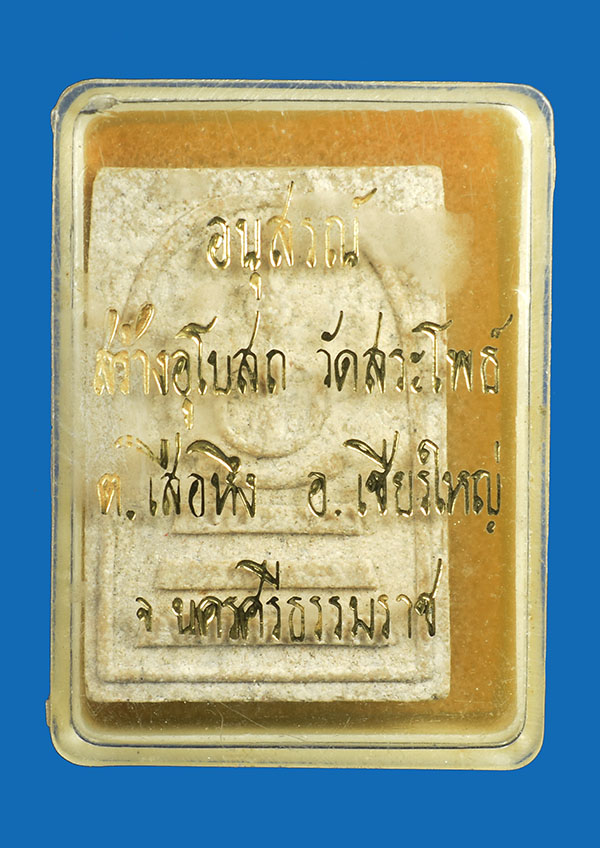 อนุสรณ์
สร้างอุโบสถ วัดสระโพธิ์
ต.เสือหึง อ.เชียรใหญ่
จ.นครศรีธรรมราช